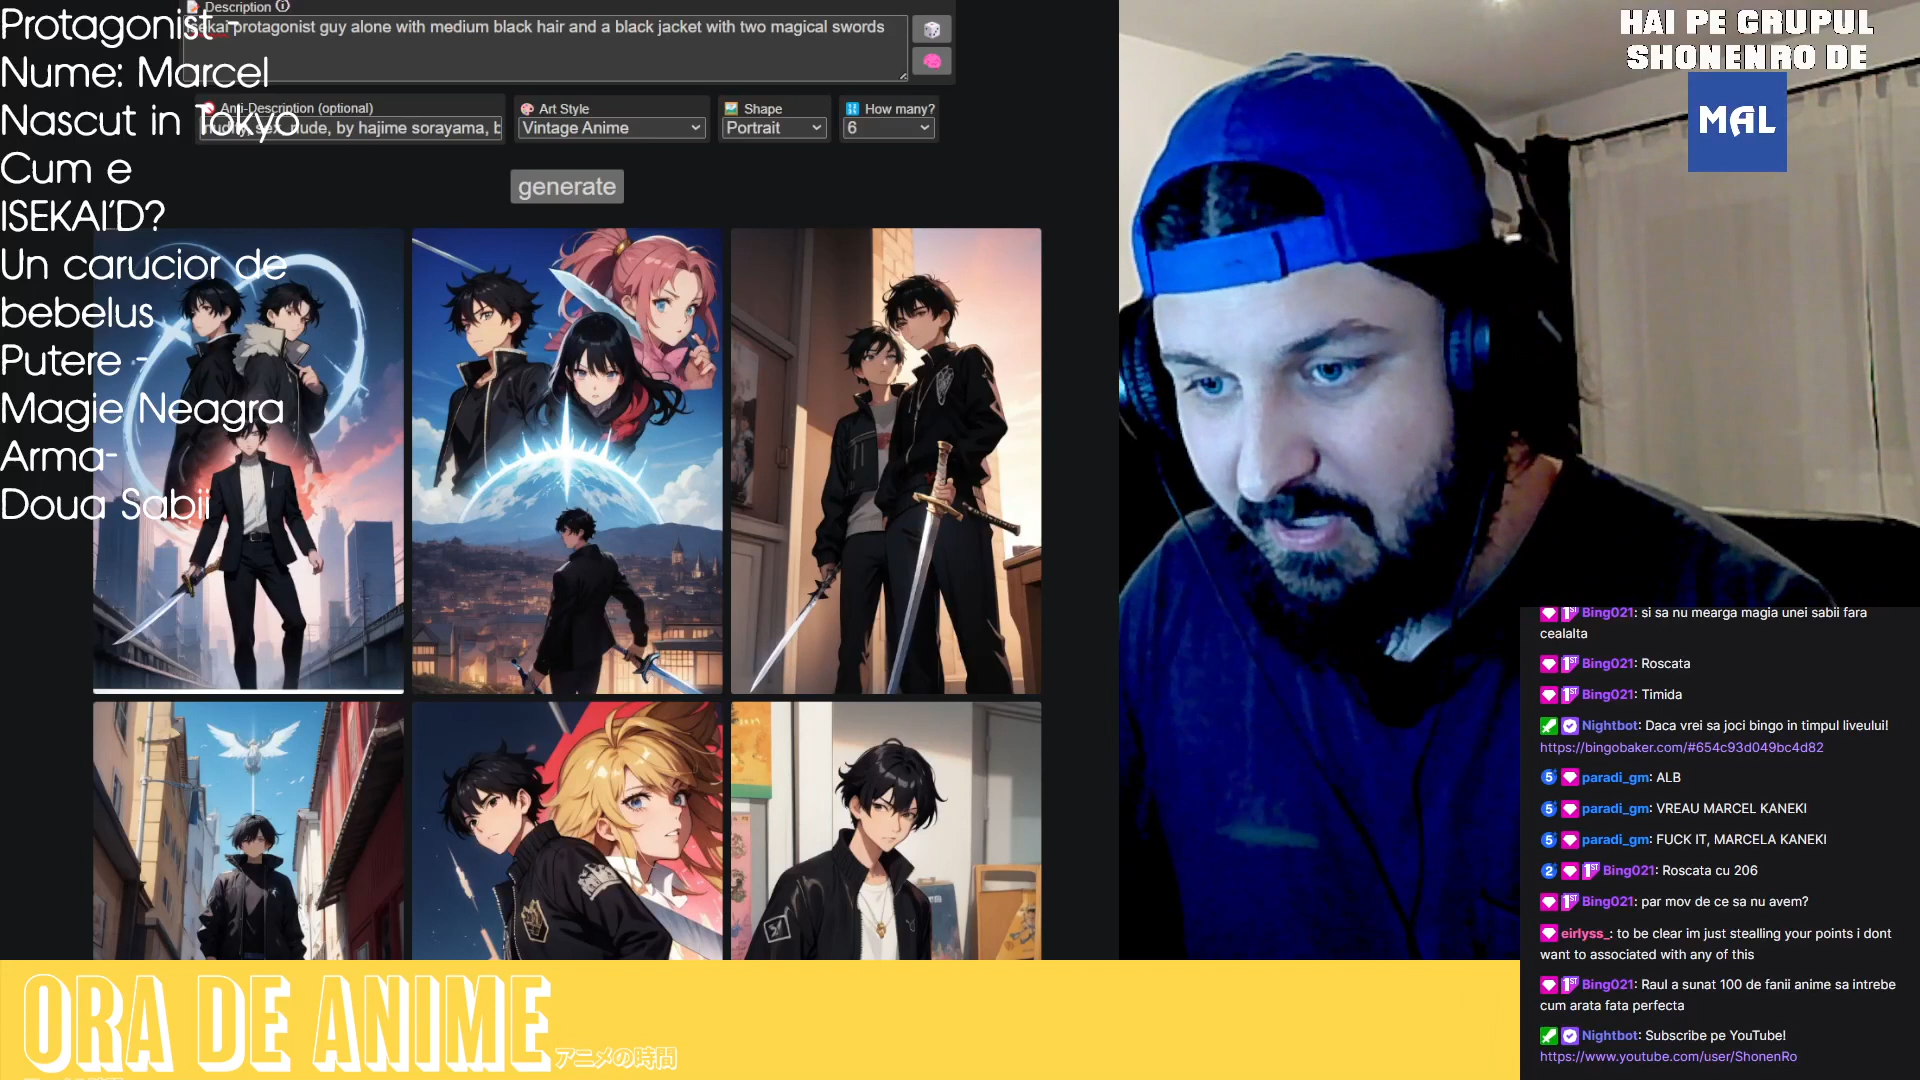 Protagonist -
Nume: Marcel
Nascut in Tokyo
Cum e
ISEKAI'D?
Un carucior de
bebelus
Putere -
Magie Neagra
Arma-
Doua Sabii
Description
isekai protagonist guy alone with medium black hair and a black jacket with two magical swords
Anti-Description (optional)
nudity, sex, nude, by hajime sorayama, b
Art Style
Vintage Anime
Shape
Portrait
How many?
6
generate
HAI PE GRUPUL
SHONENRO DE
MAL
Bing021: si sa nu mearga magia unei sabii fara
cealalta
Bing021: Roscata
Bing021: Timida
Nightbot: Daca vrei sa joci bingo in timpul liveului!
https://bingobaker.com/#654c93d049bc4d82
5 paradi_gm: ALB
5 paradi_gm: VREAU MARCEL KANEKI
5 paradi_gm: FUCK IT, MARCELA KANEKI
2 Bing021: Roscata cu 206
Bing021: par mov de ce sa nu avem?
eirlyss_: to be clear im just stealling your points i dont
want to associated with any of this
Bing021: Raul a sunat 100 de fanii anime sa intrebe
cum arata fata perfecta
Nightbot: Subscribe pe YouTube!
https://www.youtube.com/user/ShonenRo
ORA DE ANIME
アニメの時間